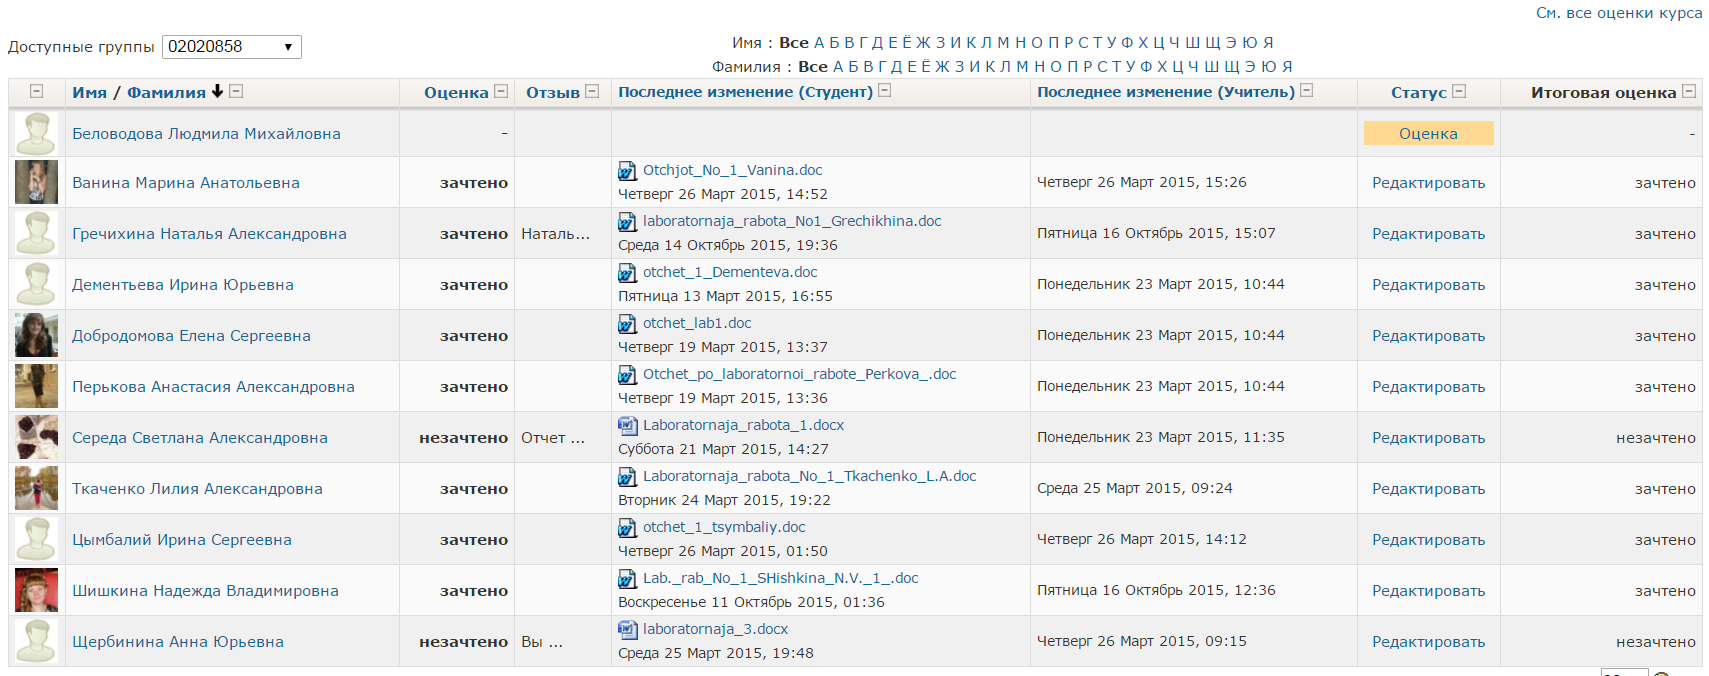 См. все оценки курса
Доступные группы 02020858
Имя : Все А Б В Г Д Е Ё Ж З И К Л М Н О П Р С Т У Ф Х Ц Ч Ш Щ Э Ю Я
Фамилия : Все А Б В Г Д Е Ё Ж З И К Л М Н О П Р С Т У Ф Х Ц Ч Ш Щ Э Ю Я
Имя / Фамилия Оценка Отзыв Последнее изменение (Студент) Последнее изменение (Учитель) Статус Итоговая оценка
Беловодова Людмила Михайловна - Оценка -
Ванина Марина Анатольевна зачтено Otchjot_No_1_Vanina.doc
Четверг 26 Март 2015, 14:52 Четверг 26 Март 2015, 15:26 Редактировать зачтено
Гречихина Наталья Александровна зачтено Наталь... laboratornaja_rabota_No1_Grechikhina.doc
Среда 14 Октябрь 2015, 19:36 Пятница 16 Октябрь 2015, 15:07 Редактировать зачтено
Дементьева Ирина Юрьевна зачтено otchet_1_Dementeva.doc
Пятница 13 Март 2015, 16:55 Понедельник 23 Март 2015, 10:44 Редактировать зачтено
Добродомова Елена Сергеевна зачтено otchet_lab1.doc
Четверг 19 Март 2015, 13:37 Понедельник 23 Март 2015, 10:44 Редактировать зачтено
Перькова Анастасия Александровна зачтено Otchet_po_laboratornoi_rabote_Perkova_.doc
Четверг 19 Март 2015, 13:36 Понедельник 23 Март 2015, 10:44 Редактировать зачтено
Середа Светлана Александровна незачтено Отчет ... Laboratornaja_rabota_1.docx
Суббота 21 Март 2015, 14:27 Понедельник 23 Март 2015, 11:35 Редактировать незачтено
Ткаченко Лилия Александровна зачтено Laboratornaja_rabota_No_1_Tkachenko_L.A.doc
Вторник 24 Март 2015, 19:22 Среда 25 Март 2015, 09:24 Редактировать зачтено
Цымбалий Ирина Сергеевна зачтено otchet_1_tsymbaliy.doc
Четверг 26 Март 2015, 01:50 Четверг 26 Март 2015, 14:12 Редактировать зачтено
Шишкина Надежда Владимировна зачтено Lab._rab_No_1_SHishkina_N.V._1_.doc
Воскресенье 11 Октябрь 2015, 01:36 Пятница 16 Октябрь 2015, 12:36 Редактировать зачтено
Щербинина Анна Юрьевна незачтено Вы ... laboratornaja_3.docx
Среда 25 Март 2015, 19:48 Четверг 26 Март 2015, 09:15 Редактировать незачтено